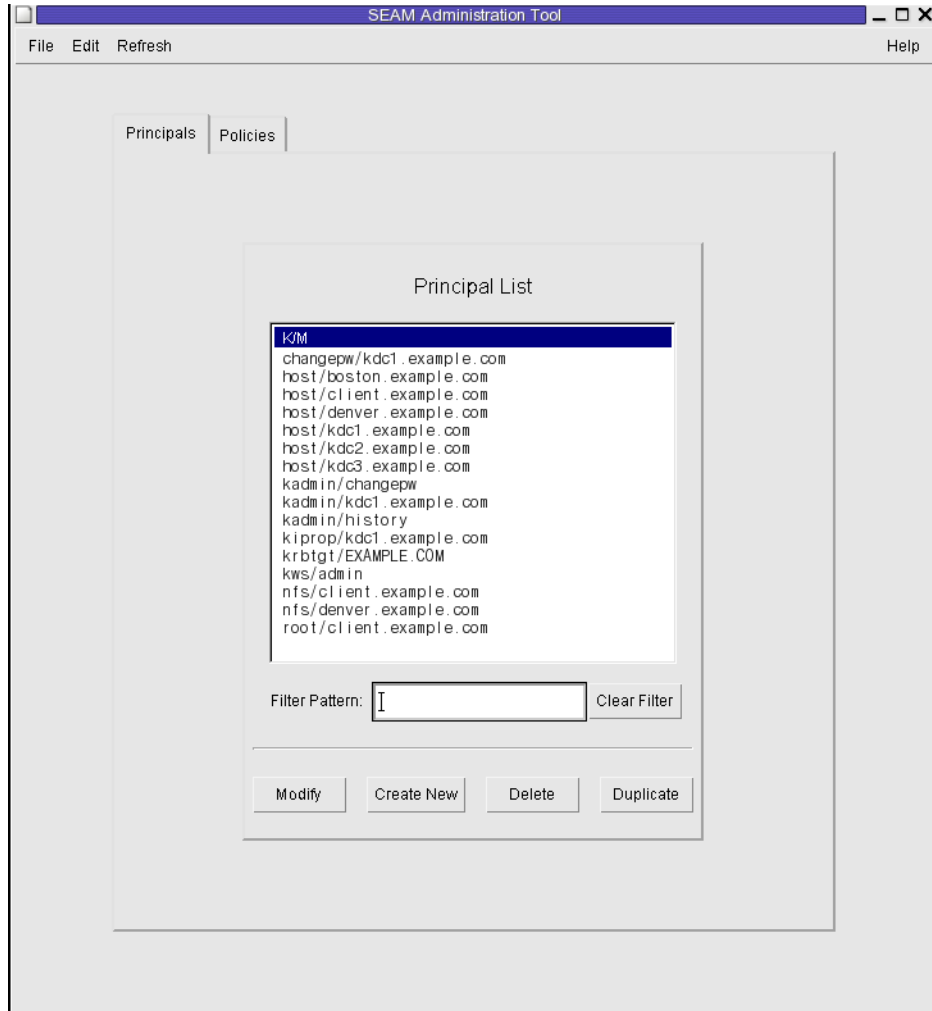 SEAM Administration Tool
File Edit Refresh Help
Principals Policies
Principal List
K/M
changepw/kdc1.example.com
host/boston.example.com
host/client.example.com
host/denver.example.com
host/kdc1.example.com
host/kdc2.example.com
host/kdc3.example.com
kadmin/changepw
kadmin/kdc1.example.com
kadmin/history
kiprop/kdc1.example.com
krbtgt/EXAMPLE.COM
kws/admin
nfs/client.example.com
nfs/denver.example.com
root/client.example.com
Filter Pattern: Clear Filter
Modify Create New Delete Duplicate